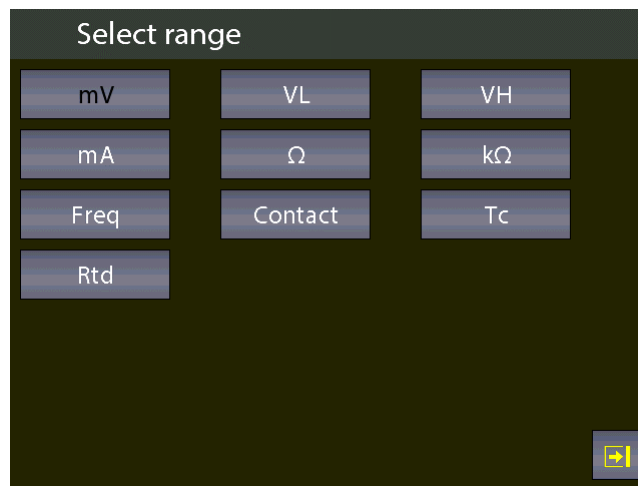 Select range
mV VL VH
mA Ω kΩ
Freq Contact Tc
Rtd